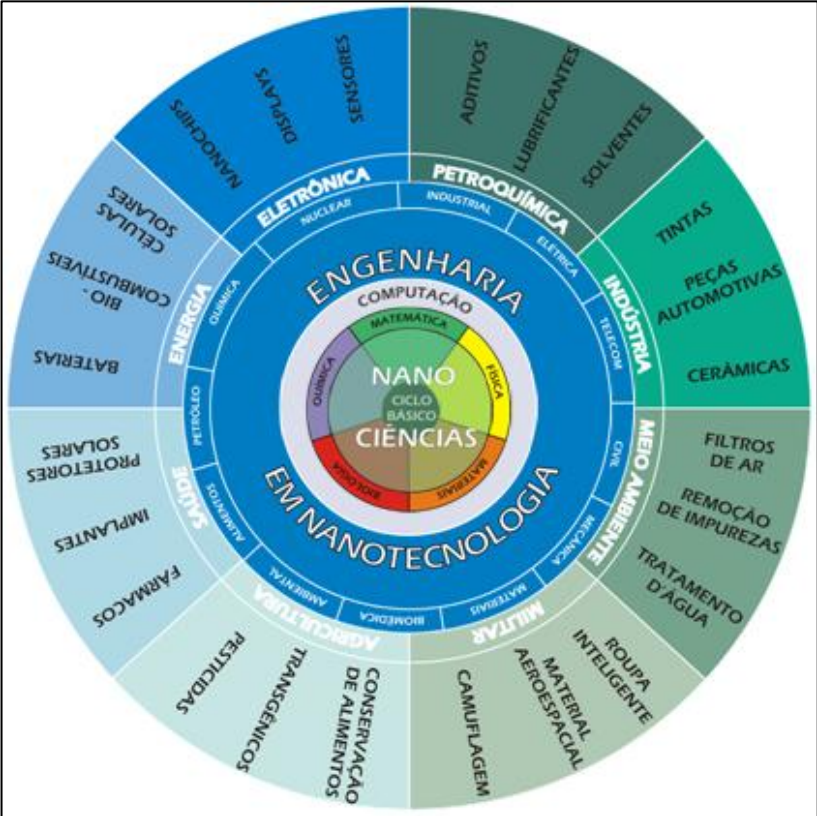 SENSORES
DISPLAYS
NANOCHIPS
ELETRÔNICA
ADITIVOS
LUBRIFICANTES
SOLVENTES
PETROQUÍMICA
TINTAS
PEÇAS
AUTOMOTIVAS
CERÂMICAS
INDÚSTRIA
FILTROS
DE AR
REMOÇÃO
DE IMPUREZAS
TRATAMENTO
D'ÁGUA
MEIO AMBIENTE
ROUPA
INTELIGENTE
MATERIAL
AEROESPACIAL
CAMUFLAGEM
MILITAR
CONSERVAÇÃO
DE ALIMENTOS
TRANSGÊNICOS
PESTICIDAS
AGRICULTURA
FÁRMACOS
IMPLANTES
PROTETORES
SOLARES
SAÚDE
BATERIAS
BIO-
COMBUSTÍVEIS
CÉLULAS
SOLARES
ENERGIA
NUCLEAR
INDUSTRIAL
ELÉTRICA
TELECOM
CIVIL
MECÂNICA
MATERIAIS
BIOMÉDICA
AMBIENTAL
ALIMENTOS
PETRÓLEO
QUÍMICA
ENGENHARIA
EM NANOTECNOLOGIA
COMPUTAÇÃO
MATEMÁTICA
FÍSICA
MATERIAIS
BIOLOGIA
QUÍMICA
NANO
CICLO
BÁSICO
CIÊNCIAS